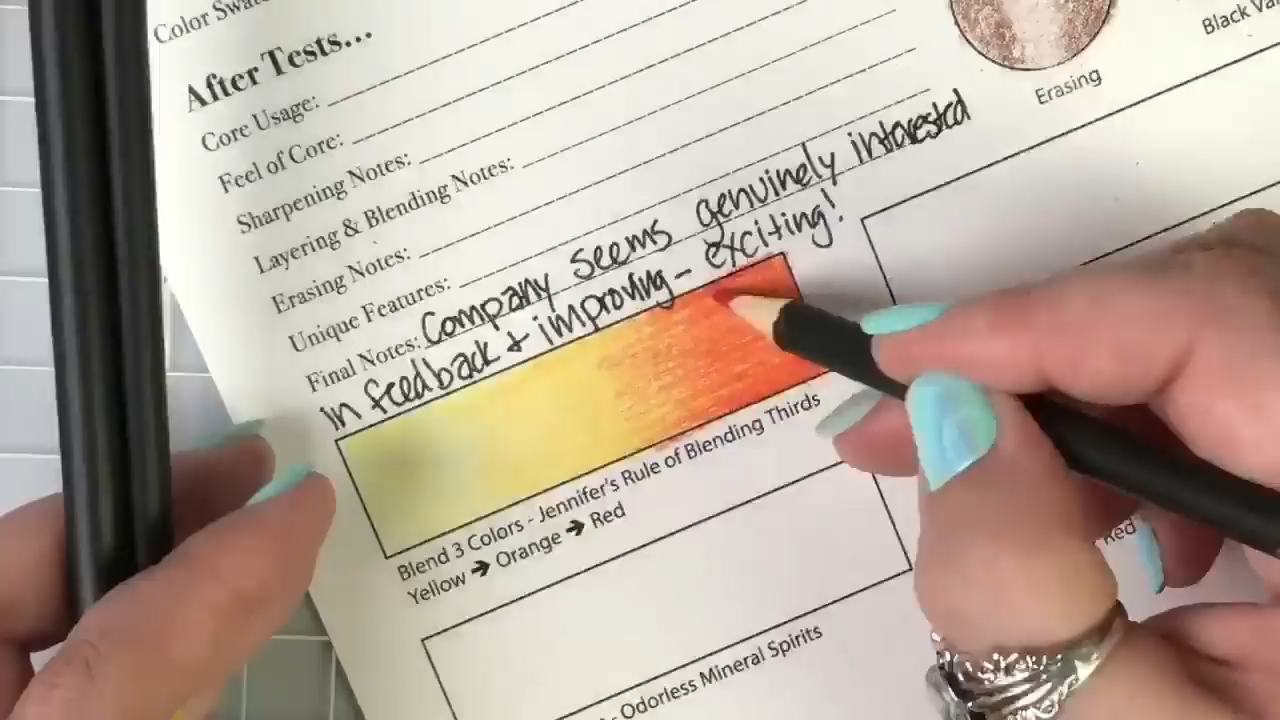 Color Swat
After Tests...
Core Usage:
Feel of Core:
Sharpening Notes:
Layering & Blending Notes:
Erasing Notes:
Unique Features:
Final Notes: Company seems genuinely interested
in feedback + improving - exciting!
Blend 3 Colors - Jennifer's Rule of Blending Thirds
Yellow ➔ Orange ➔ Red
- Odorless Mineral Spirits
Erasing
Black Va
Red